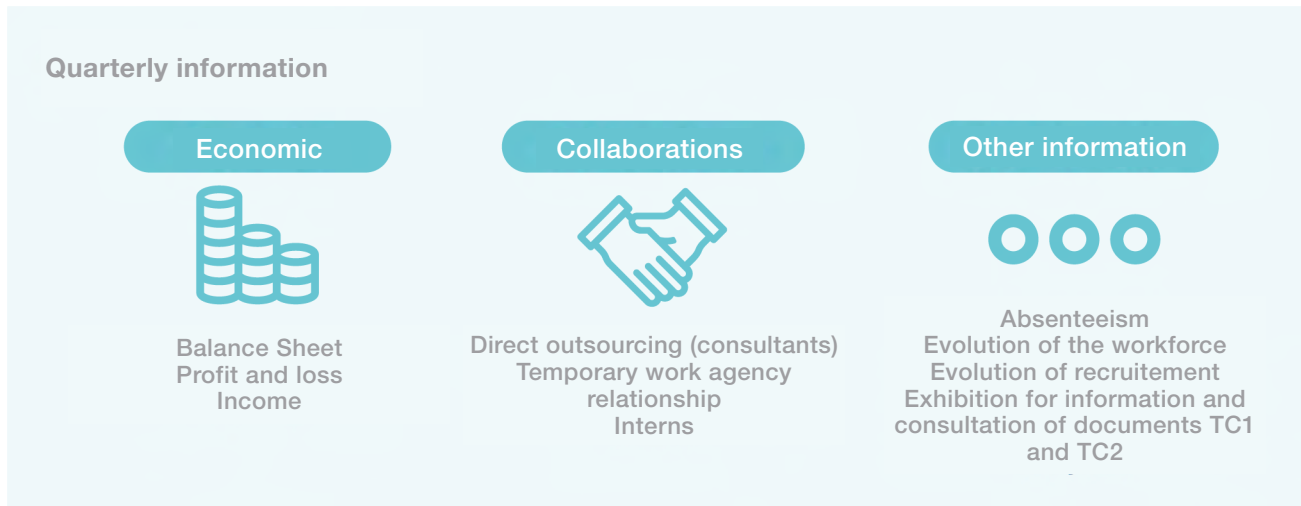 Quarterly information
Economic
Balance Sheet
Profit and loss
Income
Collaborations
Direct outsourcing (consultants)
Temporary work agency
relationship
Interns
Other information
Absenteeism
Evolution of the workforce
Evolution of recruitement
Exhibition for information and
consultation of documents TC1
and TC2